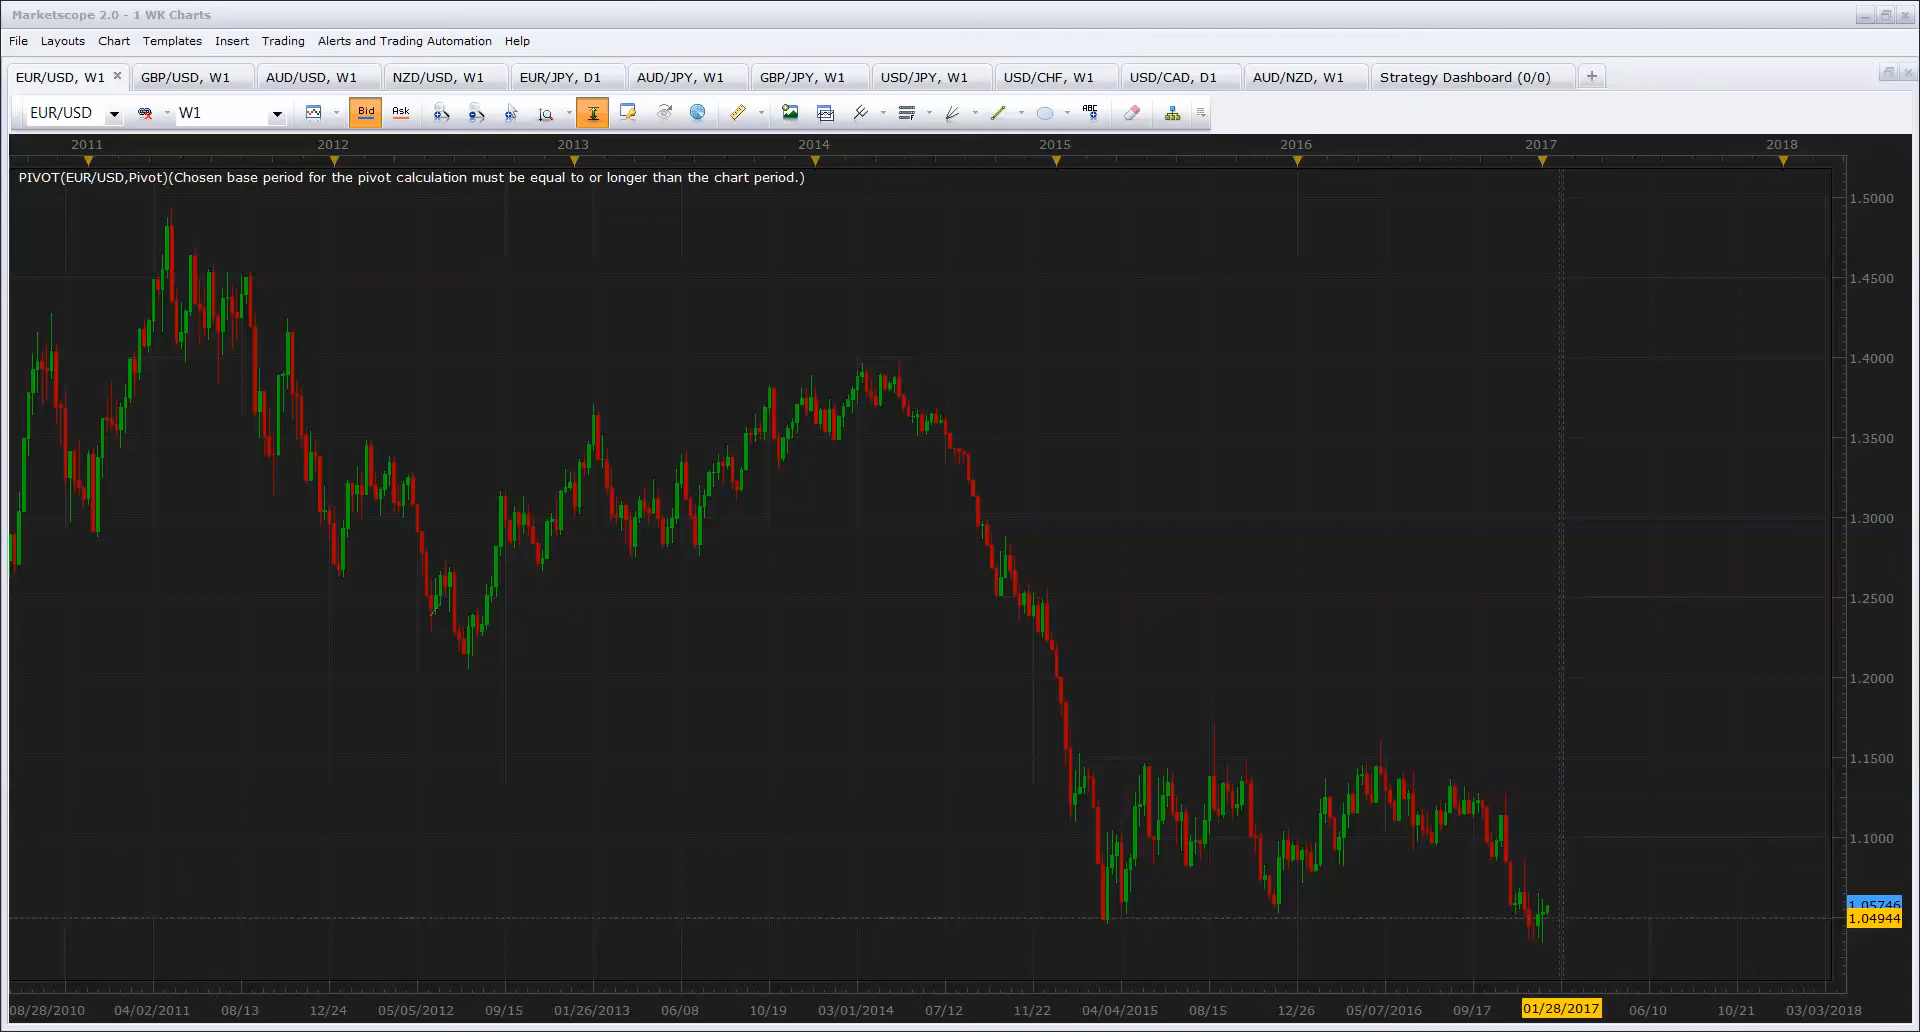 Marketscope 2.0 - 1 WK Charts
File Layouts Chart Templates Insert Trading Alerts and Trading Automation Help
EUR/USD, W1 GBP/USD, W1 AUD/USD, W1 NZD/USD, W1 EUR/JPY, D1 AUD/JPY, W1 GBP/JPY, W1 USD/JPY, W1 USD/CHF, W1 USD/CAD, D1 AUD/NZD, W1 Strategy Dashboard (0/0)
EUR/USD W1 Bid Ask ABC
2011 2012 2013 2014 2015 2016 2017 2018
PIVOT(EUR/USD,Pivot)(Chosen base period for the pivot calculation must be equal to or longer than the chart period.)
1.5000
1.4500
1.4000
1.3500
1.3000
1.2500
1.2000
1.1500
1.1000
1.05746
1.04944
08/28/2010 04/02/2011 08/13 12/24 05/05/2012 09/15 01/26/2013 06/08 10/19 03/01/2014 07/12 11/22 04/04/2015 08/15 12/26 05/07/2016 09/17 01/28/2017 06/10 10/21 03/03/2018